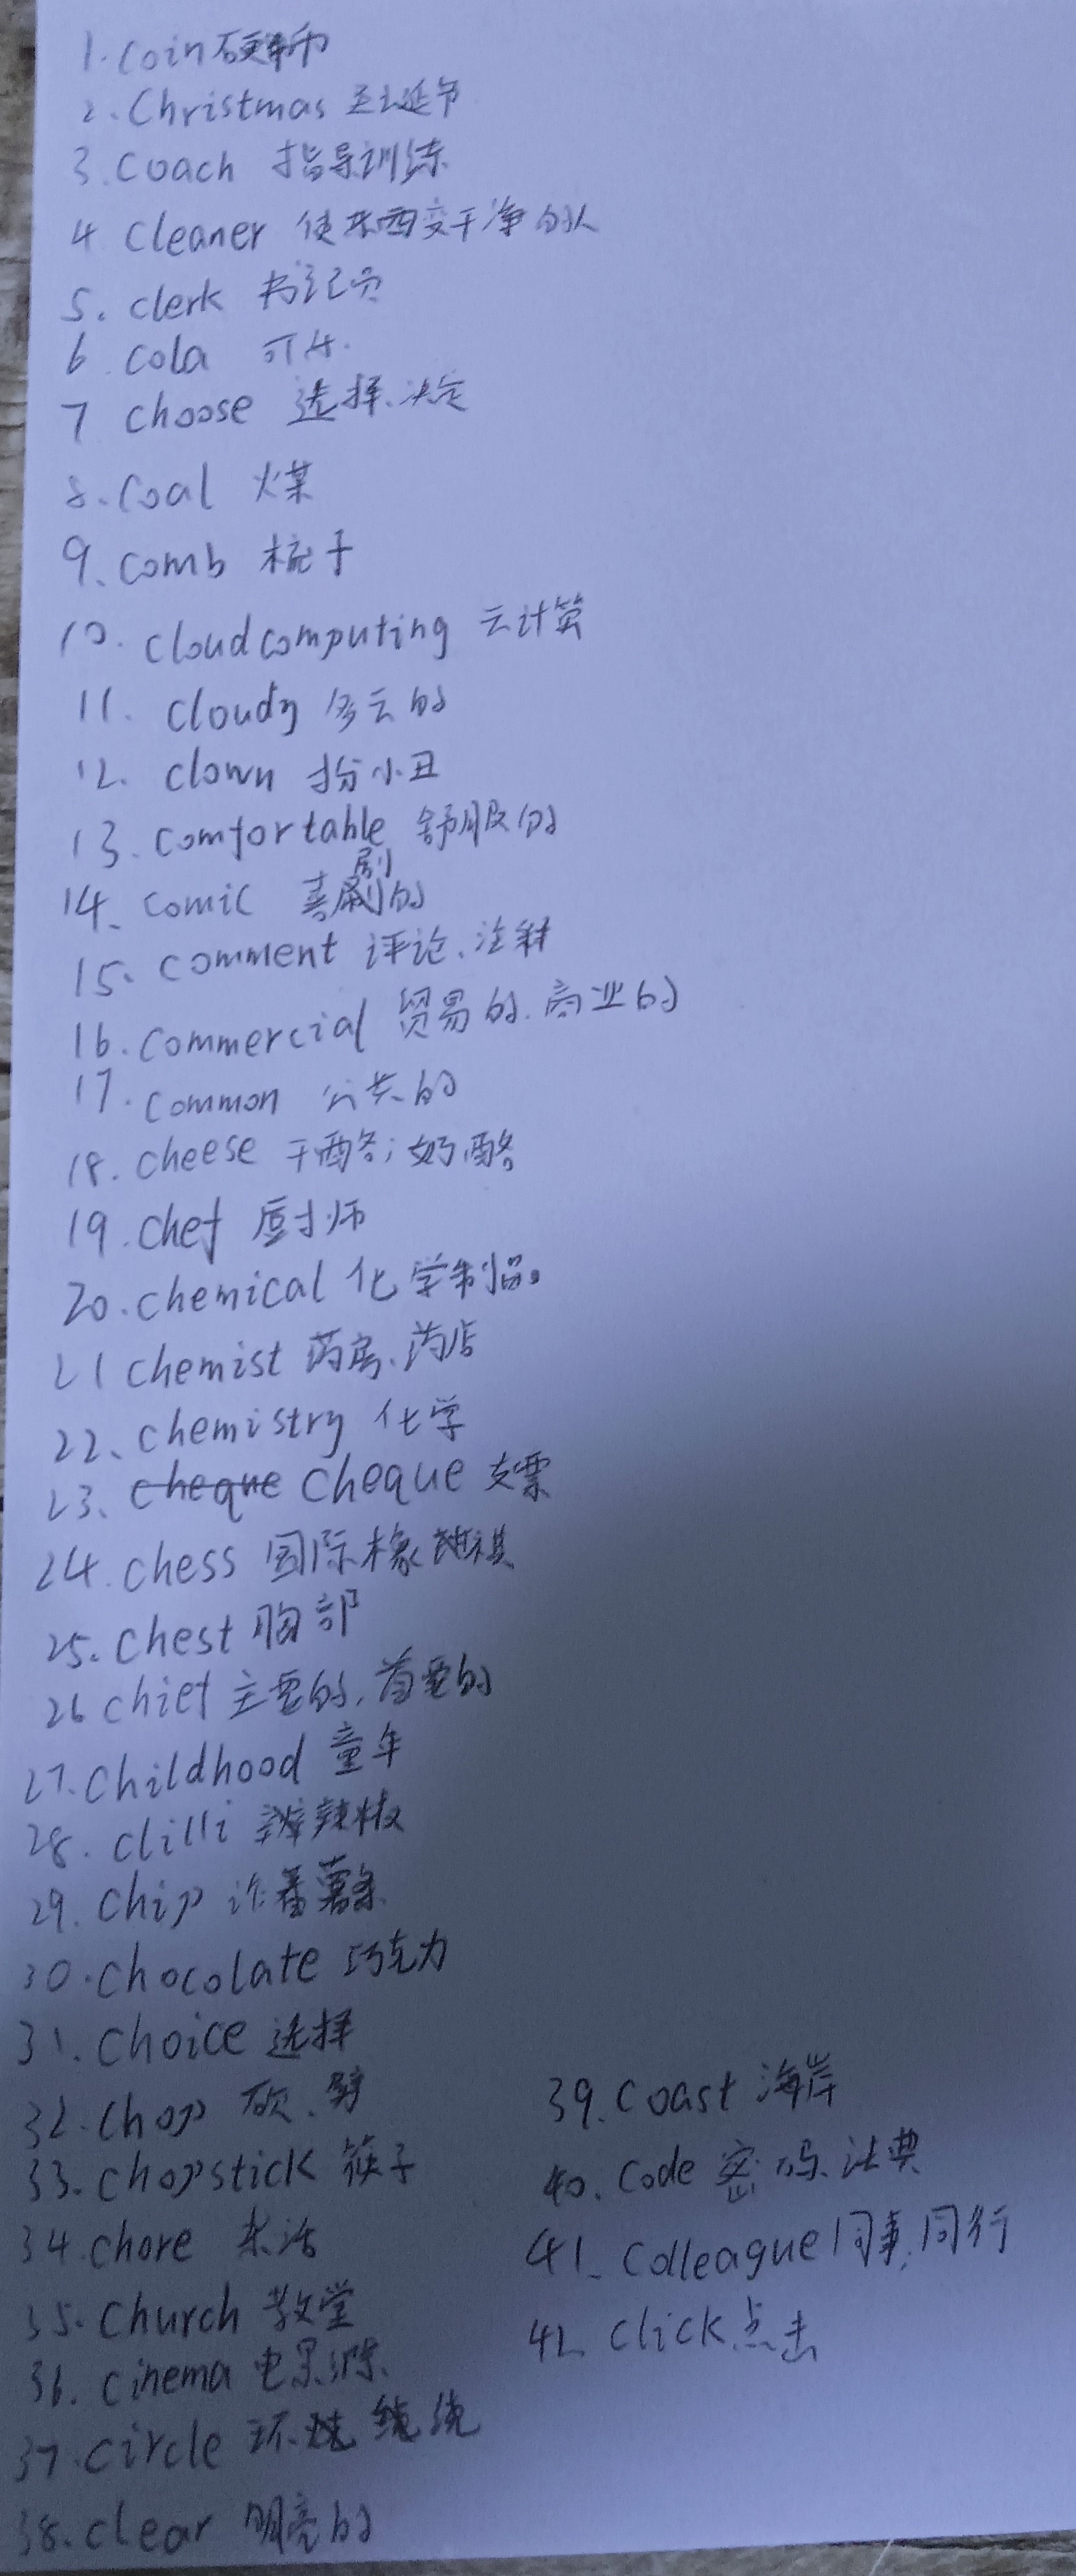 1. Coin 硬币
2. Christmas 圣诞节
3. Coach 指导训练
4 Cleaner 使东西变干净的人
5. Clerk 书记员
6 Cola 可乐.
7 Choose 选择、决定
8. Coal 煤
9、Comb 梳子
10. Cloudcomputing 云计算
11. Cloudy 多云的
12. Clown 扮小丑
13. Comfortable 舒服的
14、Comic 喜剧的
15、Comment 评论、注释
16. Commercial 贸易的.商业的
17. Common 公共的
18. Cheese 干酪;奶酪
19. Chef 厨师
20. Chemical 化学制品。
21 Chemist 药房、药店
22、Chemistry 化学
23、Cheque Cheque 支票
24. Chess 国际橡棋
25. Chest 胸部
26 Chief 主要的,首要的
27. Childhood 童年
28. Clilli 辣椒
29. Chip 炸番薯条
30. Chocolate 巧克力
31. Choice 选择
32. Chop 砍、劈
33. Chopstick 筷子
34. Chore 杂活
35. Church 教堂
36. Cinema 电影院
37. Circle 环绕
38. Clear 明亮的
39. Coast 海岸
40. Code 密码、法典
41、Colleague 同事,同行
42 Click 点击